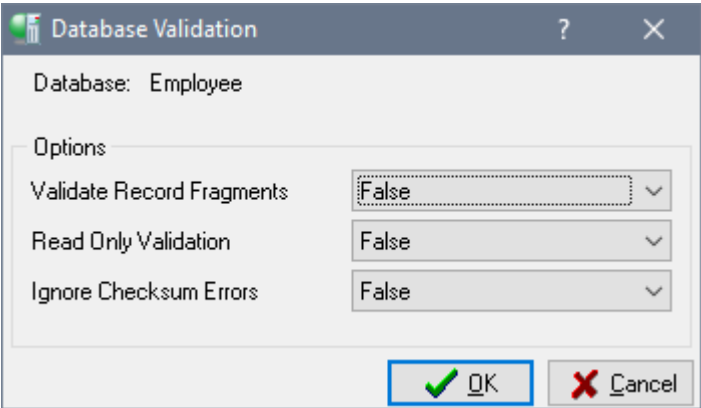 Database Validation ?
Database: Employee
Options
Validate Record Fragments False
Read Only Validation False
Ignore Checksum Errors False
OK Cancel